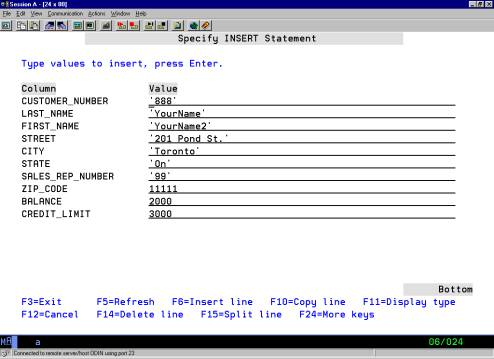 Session A - [24 x 80]
File Edit View Communication Actions Window Help
Specify INSERT Statement
Type values to insert, press Enter.
Column Value
CUSTOMER_NUMBER '888'
LAST_NAME 'YourName'
FIRST_NAME 'YourName2'
STREET '201 Pond St.'
CITY 'Toronto'
STATE 'On'
SALES_REP_NUMBER '99'
ZIP_CODE 11111
BALANCE 2000
CREDIT_LIMIT 3000
Bottom
F3=Exit F5=Refresh F6=Insert line F10=Copy line F11=Display type
F12=Cancel F14=Delete line F15=Split line F24=More keys
MA a 06/024
Connected to remote server/host ODIN using port 23